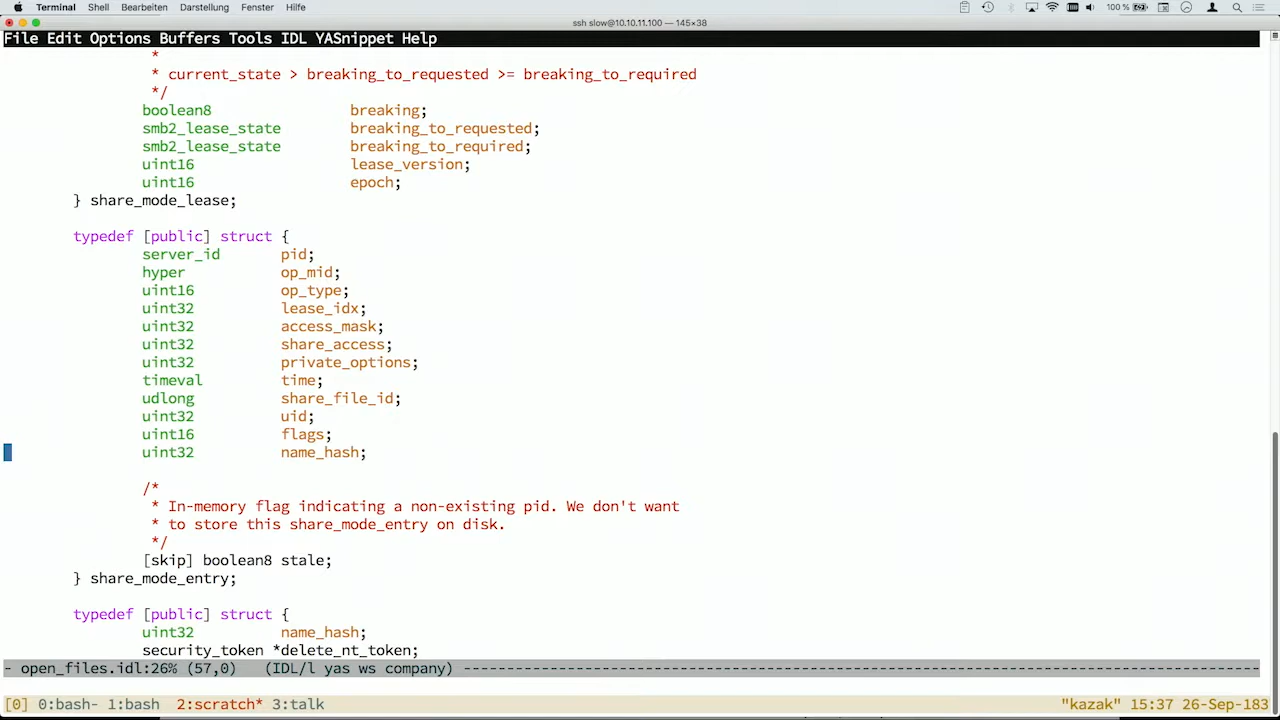 Terminal Shell Bearbeiten Darstellung Fenster Hilfe 100 %
ssh slow@10.10.11.100 — 145×38
File Edit Options Buffers Tools IDL YASnippet Help
*
* current_state > breaking_to_requested >= breaking_to_required
*/
boolean8 breaking;
smb2_lease_state breaking_to_requested;
smb2_lease_state breaking_to_required;
uint16 lease_version;
uint16 epoch;
} share_mode_lease;
typedef [public] struct {
server_id pid;
hyper op_mid;
uint16 op_type;
uint32 lease_idx;
uint32 access_mask;
uint32 share_access;
uint32 private_options;
timeval time;
udlong share_file_id;
uint32 uid;
uint16 flags;
uint32 name_hash;
/*
* In-memory flag indicating a non-existing pid. We don't want
* to store this share_mode_entry on disk.
*/
[skip] boolean8 stale;
} share_mode_entry;
typedef [public] struct {
uint32 name_hash;
security_token *delete_nt_token;
- open_files.idl:26% (57,0) (IDL/l yas ws company) ----------------------------------------------------------------------------------------------
[0] 0:bash- 1:bash 2:scratch* 3:talk "kazak" 15:37 26-Sep-183